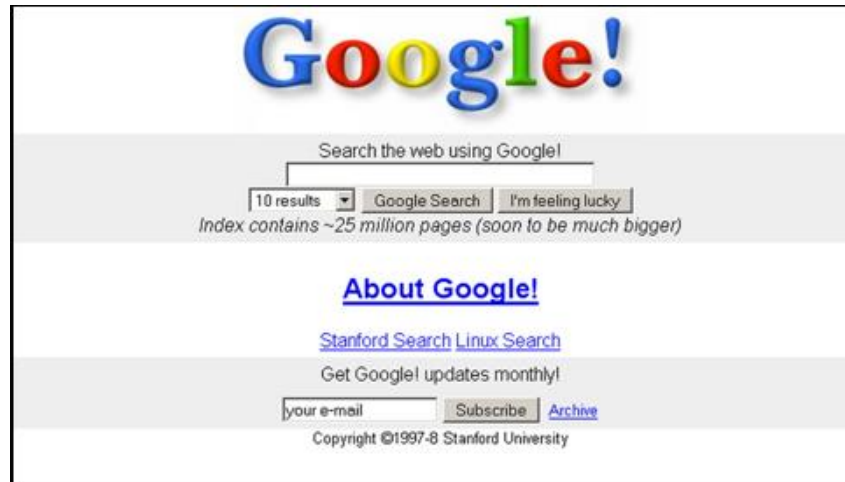 Google!
Search the web using Google!
10 results Google Search I'm feeling lucky
Index contains ~25 million pages (soon to be much bigger)
About Google!
Stanford Search Linux Search
Get Google! updates monthly!
your e-mail Subscribe Archive
Copyright ©1997-8 Stanford University